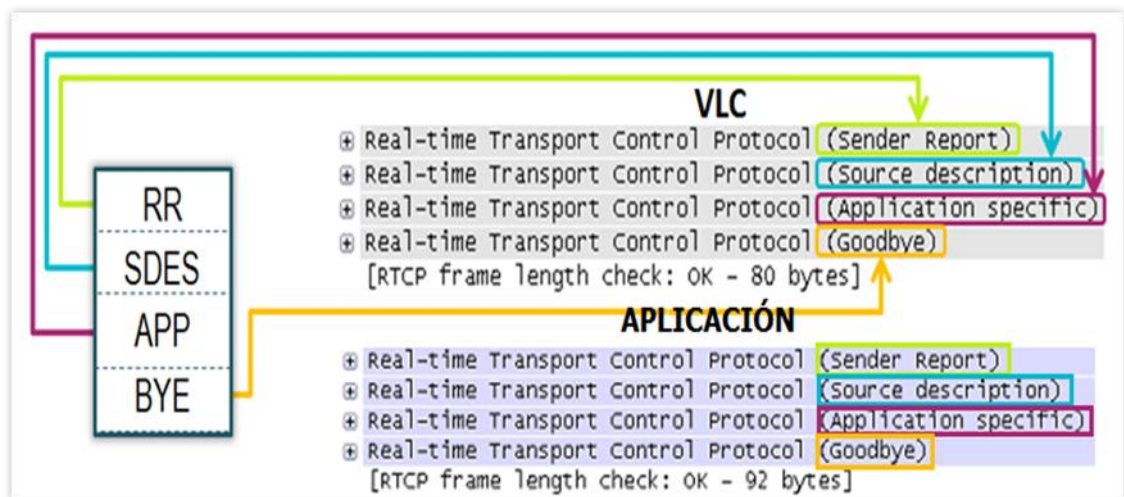 VLC
Real-time Transport Control Protocol (Sender Report)
Real-time Transport Control Protocol (Source description)
Real-time Transport Control Protocol (Application specific)
Real-time Transport Control Protocol (Goodbye)
[RTCP frame length check: OK - 80 bytes]
RR
SDES
APP
BYE
APLICACIÓN
Real-time Transport Control Protocol (Sender Report)
Real-time Transport Control Protocol (Source description)
Real-time Transport Control Protocol (Application specific)
Real-time Transport Control Protocol (Goodbye)
[RTCP frame length check: OK - 92 bytes]